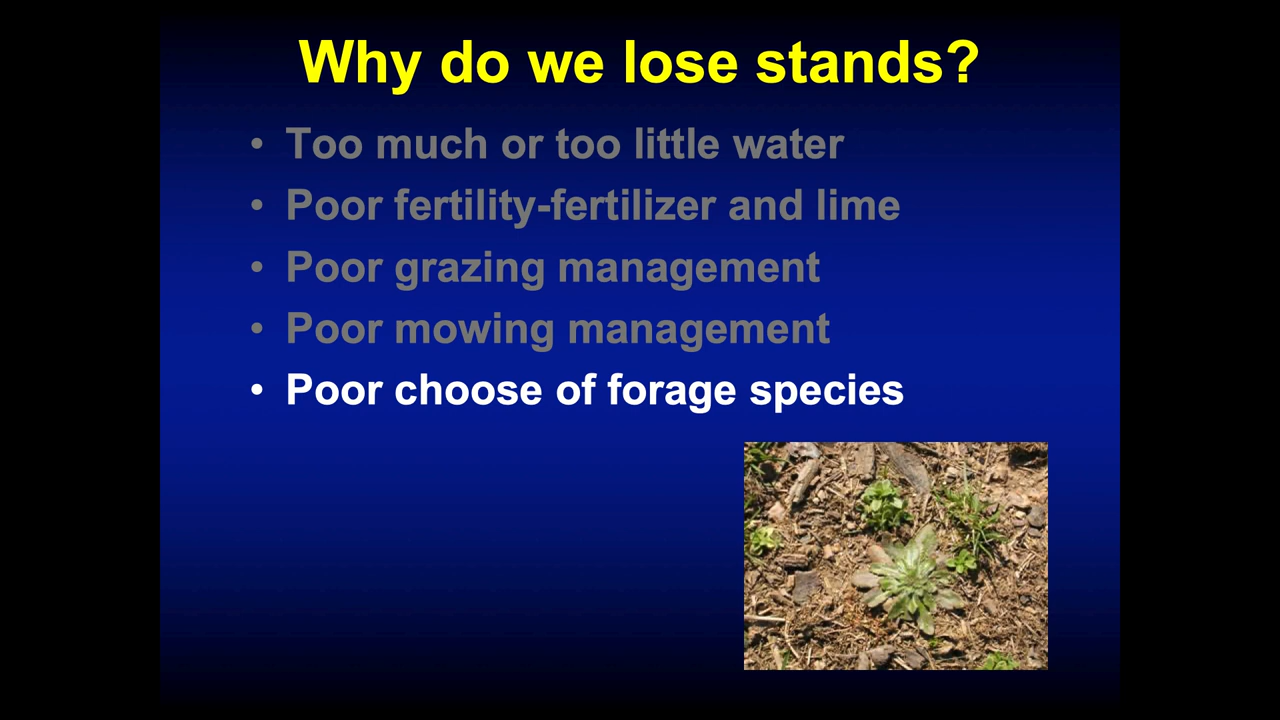 Why do we lose stands?
• Too much or too little water
• Poor fertility-fertilizer and lime
• Poor grazing management
• Poor mowing management
• Poor choose of forage species